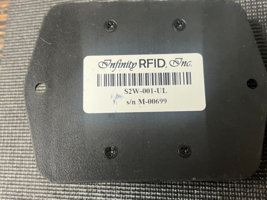 Infinity RFID, Inc.
S2W-001-UL
s/n M-00699